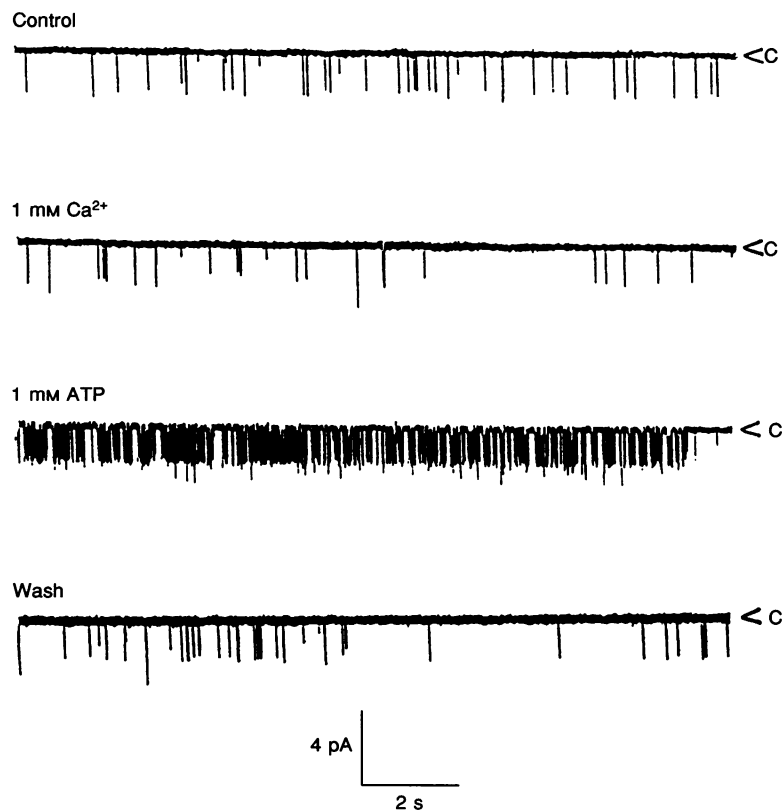 Control
<C
1 mM Ca²⁺
<C
1 mM ATP
< C
Wash
< C
4 pA
2 s